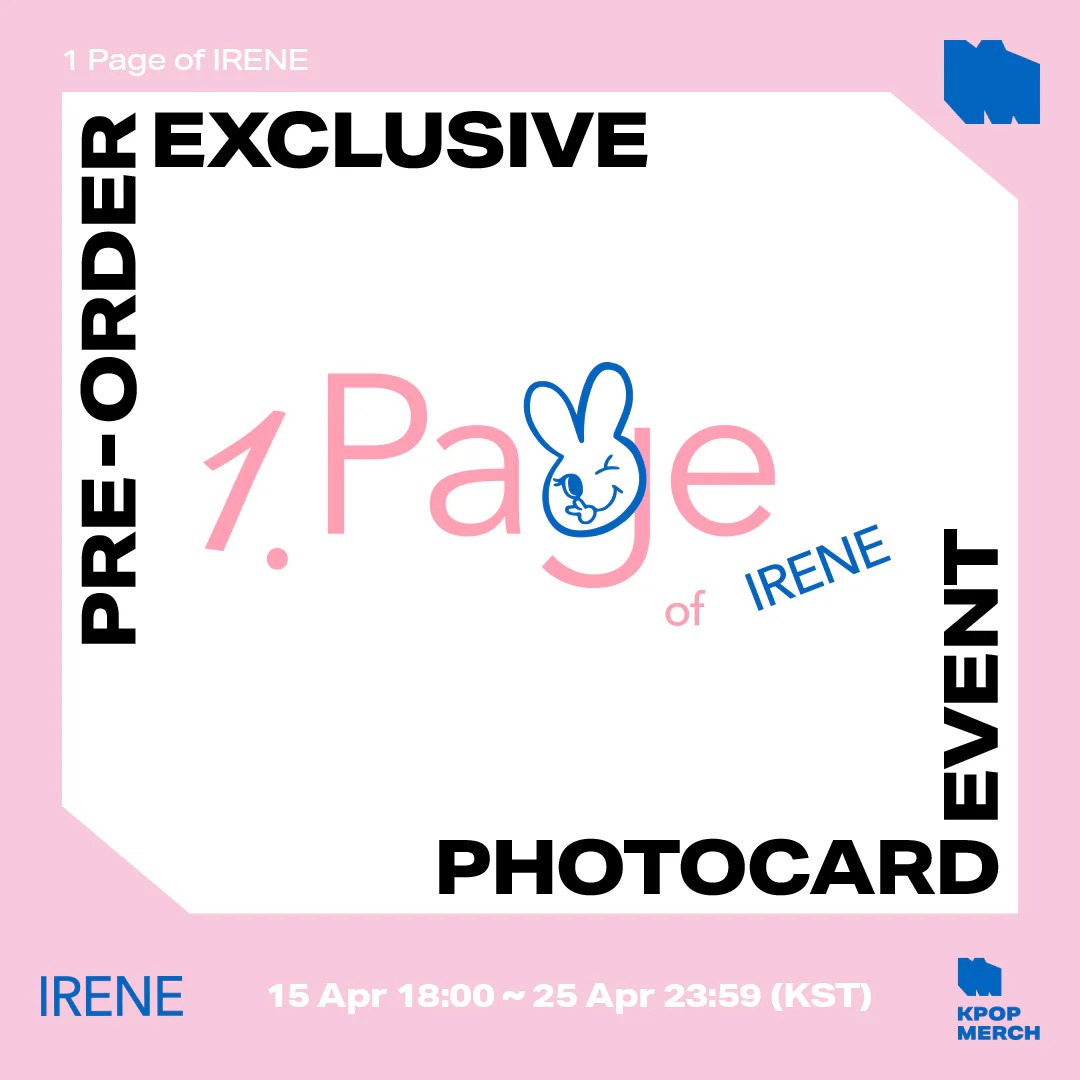 1 Page of IRENE
PRE-ORDER
EXCLUSIVE
1. Page
of IRENE
EVENT
PHOTOCARD
IRENE
15 Apr 18:00 ~ 25 Apr 23:59 (KST)
KPOP
MERCH